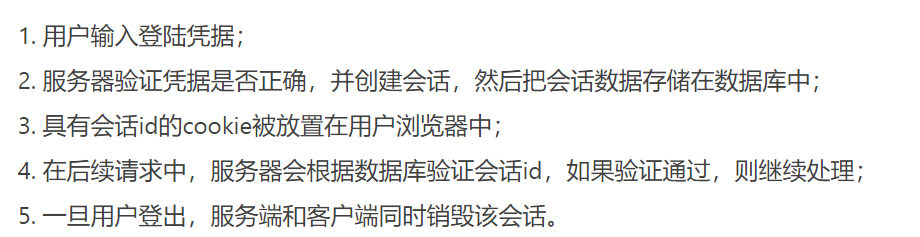 1. 用户输入登陆凭据；
2. 服务器验证凭据是否正确，并创建会话，然后把会话数据存储在数据库中；
3. 具有会话id的cookie被放置在用户浏览器中；
4. 在后续请求中，服务器会根据数据库验证会话id，如果验证通过，则继续处理；
5. 一旦用户登出，服务端和客户端同时销毁该会话。